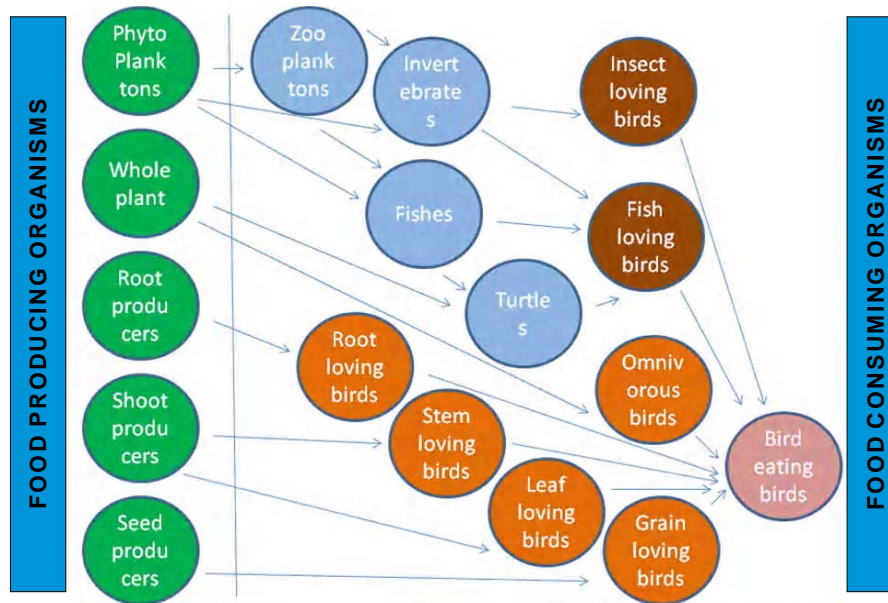 FOOD PRODUCING ORGANISMS
Phyto
Plank
tons
Zoo
plank
tons
Invert
ebrate
s
Insect
loving
birds
Whole
plant
Fishes
Fish
loving
birds
Root
produ
cers
Turtle
s
Root
loving
birds
Omniv
orous
birds
Shoot
produ
cers
Stem
loving
birds
Bird
eating
birds
Leaf
loving
birds
Seed
produ
cers
Grain
loving
birds
FOOD CONSUMING ORGANISMS